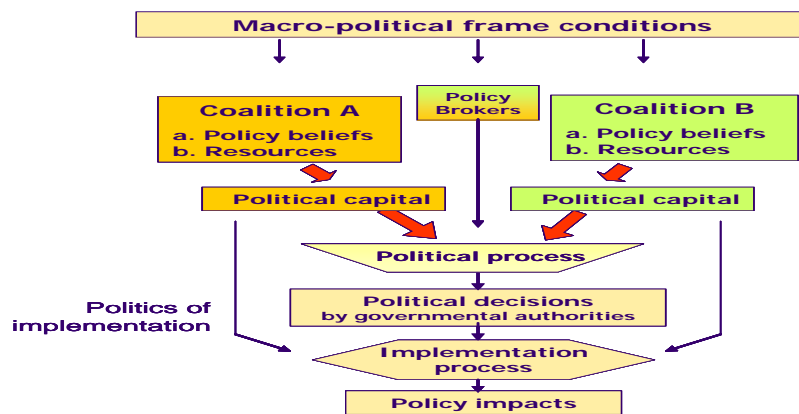 Macro-political frame conditions
Coalition A
a. Policy beliefs
b. Resources
Policy
Brokers
Coalition B
a. Policy beliefs
b. Resources
Political capital
Political capital
Political process
Political decisions
by governmental authorities
Politics of
implementation
Implementation
process
Policy impacts